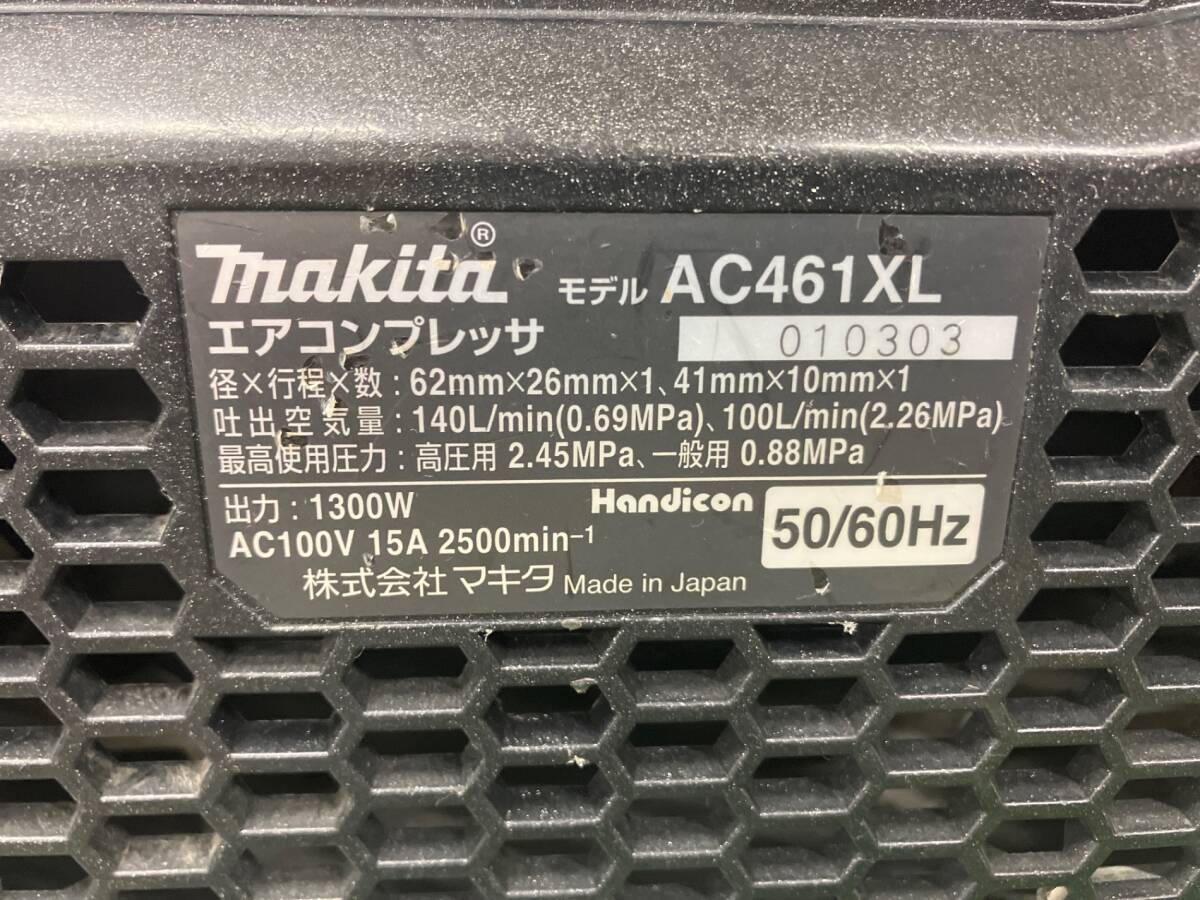 makita® モデル AC461XL
エアコンプレッサ 010303
径×行程×数：62mm×26mm×1、41mm×10mm×1
吐出空気量：140L/min(0.69MPa)、100L/min(2.26MPa)
最高使用圧力：高圧用 2.45MPa、一般用 0.88MPa
出力：1300W Handicon
AC100V 15A 2500min⁻¹ 50/60Hz
株式会社 マキタ Made in Japan